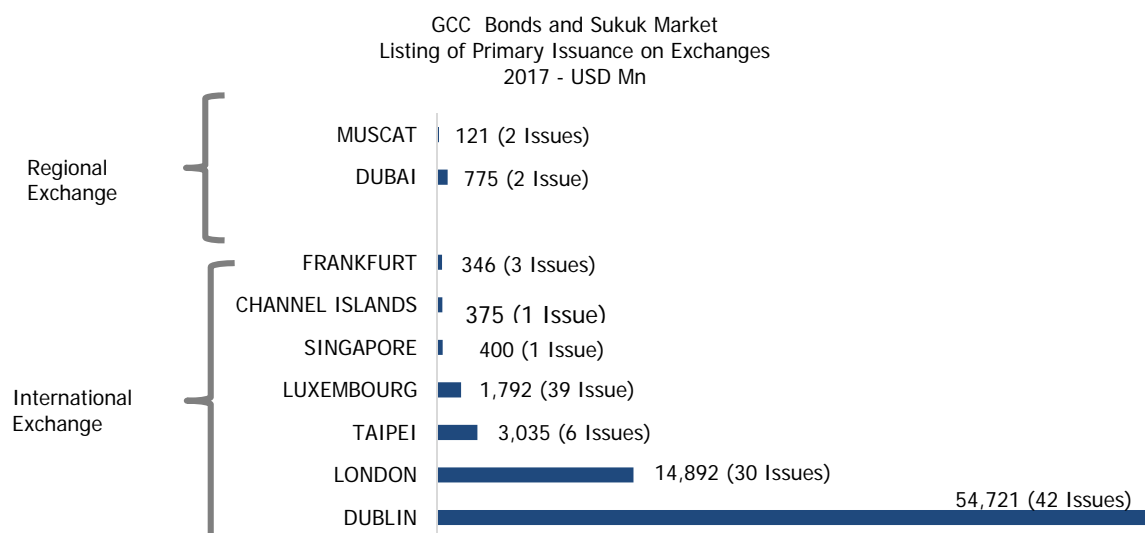 GCC Bonds and Sukuk Market
Listing of Primary Issuance on Exchanges
2017 - USD Mn
Regional
Exchange
MUSCAT 121 (2 Issues)
DUBAI 775 (2 Issue)
International
Exchange
FRANKFURT 346 (3 Issues)
CHANNEL ISLANDS 375 (1 Issue)
SINGAPORE 400 (1 Issue)
LUXEMBOURG 1,792 (39 Issue)
TAIPEI 3,035 (6 Issues)
LONDON 14,892 (30 Issues)
DUBLIN 54,721 (42 Issues)